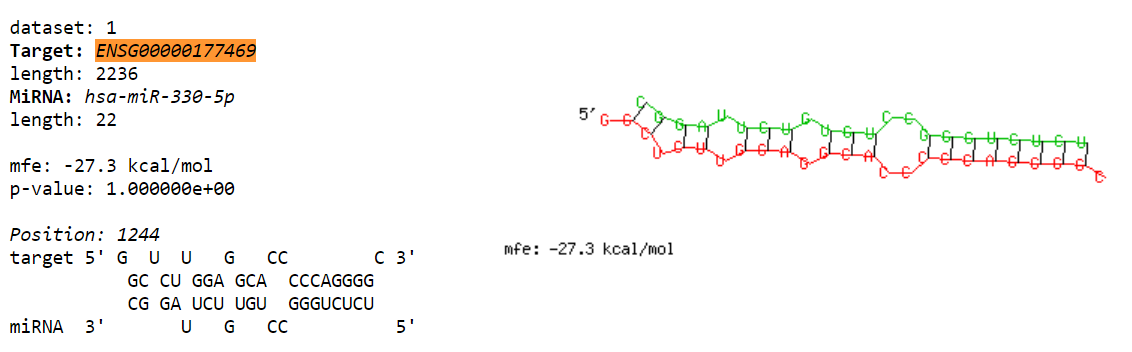 dataset: 1
Target: ENSG00000177469
length: 2236
MiRNA: hsa-miR-330-5p
length: 22
mfe: -27.3 kcal/mol
p-value: 1.000000e+00
Position: 1244
target 5' G  U  U   G   CC        C 3'
           GC CU GGA GCA  CCCAGGGG
           CG GA UCU UGU  GGGUCUCU
miRNA  3'       U   G   CC          5'
5'
mfe: -27.3 kcal/mol